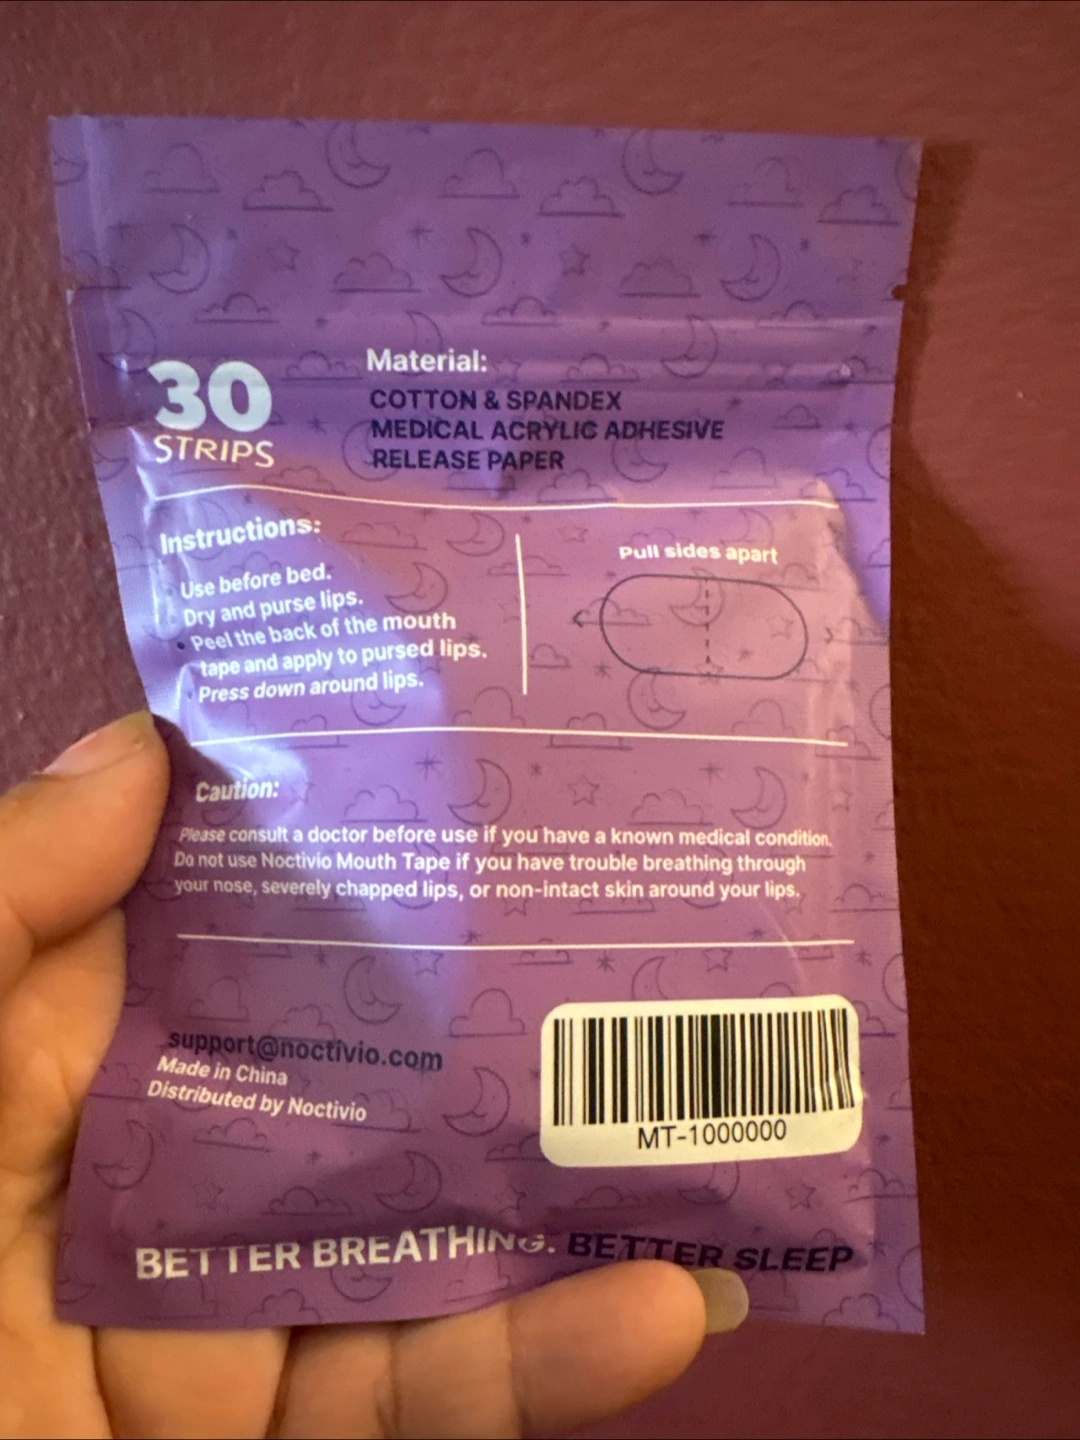 30
STRIPS
Material:
COTTON & SPANDEX
MEDICAL ACRYLIC ADHESIVE
RELEASE PAPER
Instructions:
• Use before bed.
• Dry and purse lips.
• Peel the back of the mouth
tape and apply to pursed lips.
• Press down around lips.
Pull sides apart
Caution:
Please consult a doctor before use if you have a known medical condition.
Do not use Noctivio Mouth Tape if you have trouble breathing through
your nose, severely chapped lips, or non-intact skin around your lips.
support@noctivio.com
Made in China
Distributed by Noctivio
MT-1000000
BETTER BREATHING. BETTER SLEEP